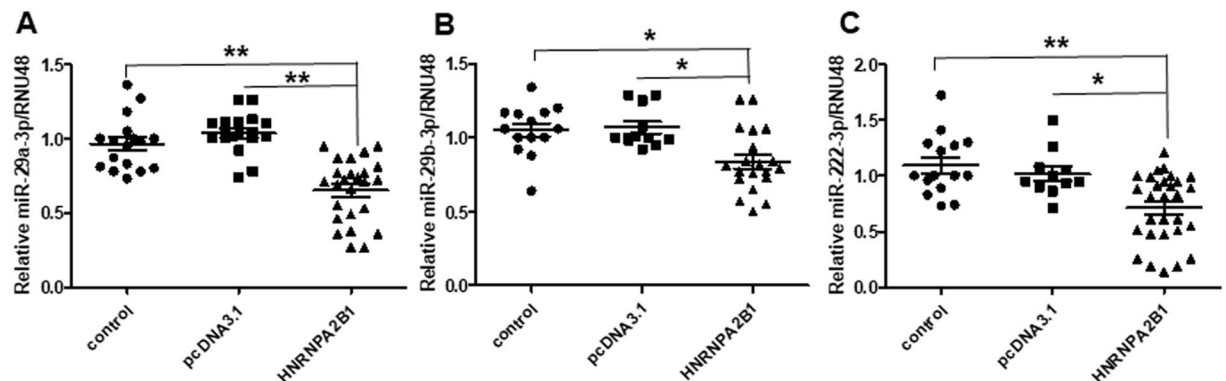 A
Relative miR-29a-3p/RNU48
1.5
1.0
0.5
0.0
**
**
control
pcDNA3.1
HNRNPA2B1
B
Relative miR-29b-3p/RNU48
1.5
1.0
0.5
0.0
*
*
control
pcDNA3.1
HNRNPA2B1
C
Relative miR-222-3p/RNU48
2.0
1.5
1.0
0.5
0.0
**
*
control
pcDNA3.1
HNRNPA2B1